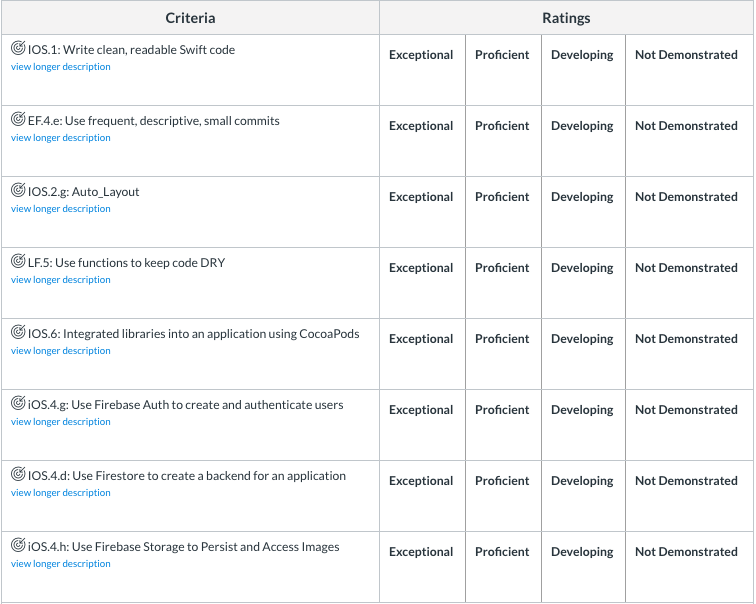 Criteria Ratings
IOS.1: Write clean, readable Swift code Exceptional Proficient Developing Not Demonstrated
view longer description
EF.4.e: Use frequent, descriptive, small commits Exceptional Proficient Developing Not Demonstrated
view longer description
IOS.2.g: Auto_Layout Exceptional Proficient Developing Not Demonstrated
view longer description
LF.5: Use functions to keep code DRY Exceptional Proficient Developing Not Demonstrated
view longer description
IOS.6: Integrated libraries into an application using CocoaPods Exceptional Proficient Developing Not Demonstrated
view longer description
iOS.4.g: Use Firebase Auth to create and authenticate users Exceptional Proficient Developing Not Demonstrated
view longer description
IOS.4.d: Use Firestore to create a backend for an application Exceptional Proficient Developing Not Demonstrated
view longer description
iOS.4.h: Use Firebase Storage to Persist and Access Images Exceptional Proficient Developing Not Demonstrated
view longer description